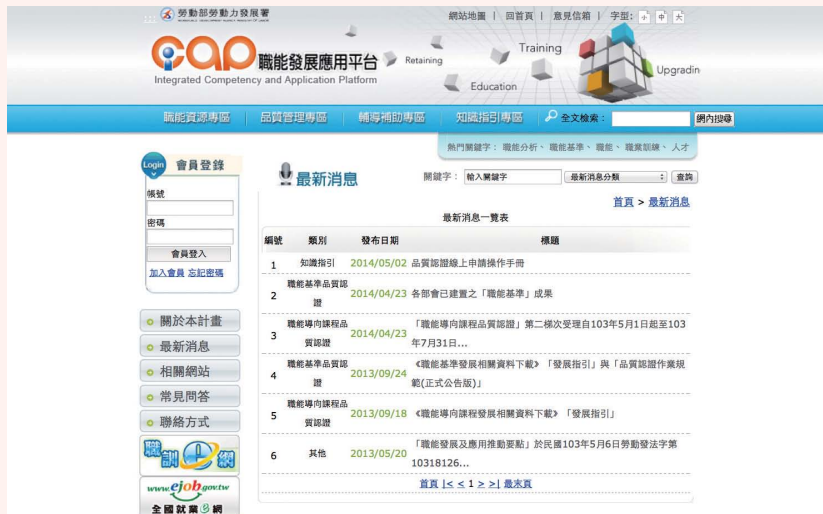 勞動部勞動力發展署
網站地圖 | 回首頁 | 意見信箱 | 字型: 小 中 大
Cap 職能發展應用平台
Integrated Competency and Application Platform
Retaining
Training
Education
Upgradin
職能資源專區 品質管理專區 輔導補助專區 知識指引專區 全文檢索: 網內搜尋
熱門關鍵字: 職能分析、 職能基準、 職能、 職業訓練、 人才
Login 會員登錄
帳號
密碼
會員登入
加入會員 忘記密碼
關於本計畫
最新消息
相關網站
常見問答
聯絡方式
職訓e網
www.ejob.gov.tw
全國就業e網
最新消息 關鍵字: 輸入關鍵字 最新消息分類 查詢
首頁 > 最新消息
最新消息一覽表
編號 類別 發布日期 標題
1 知識指引 2014/05/02 品質認證線上申請操作手冊
2 職能基準品質認證 2014/04/23 各部會已建置之「職能基準」成果
3 職能導向課程品質認證 2014/04/23 「職能導向課程品質認證」第二梯次受理自103年5月1日起至103
年7月31日...
4 職能基準品質認證 2013/09/24 《職能基準發展相關資料下載》「發展指引」與「品質認證作業規
範(正式公告版)」
5 職能導向課程品質認證 2013/09/18 《職能導向課程發展相關資料下載》「發展指引」
6 其他 2013/05/20 「職能發展及應用推動要點」於民國103年5月6日勞動發法字第
10318126...
首頁 |< < 1 > >| 最末頁